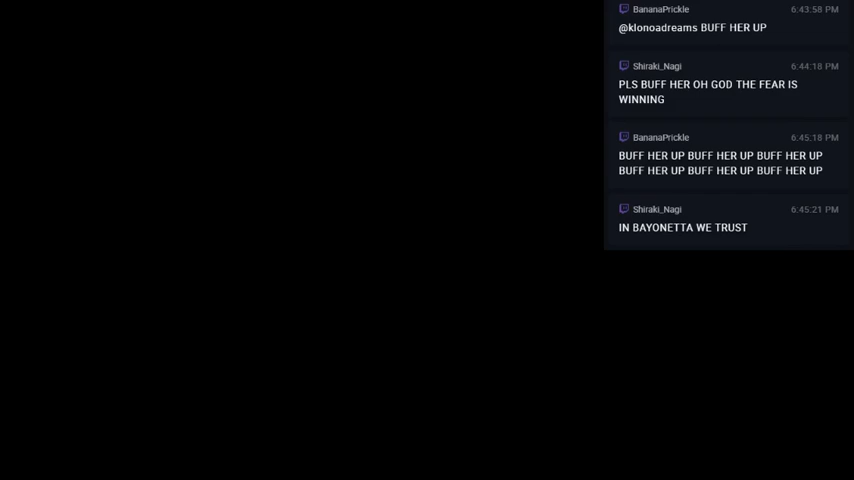 BananaPrickle 6:43:58 PM
@klonoadreams BUFF HER UP
Shiraki_Nagi 6:44:18 PM
PLS BUFF HER OH GOD THE FEAR IS
WINNING
BananaPrickle 6:45:18 PM
BUFF HER UP BUFF HER UP BUFF HER UP
BUFF HER UP BUFF HER UP BUFF HER UP
Shiraki_Nagi 6:45:21 PM
IN BAYONETTA WE TRUST